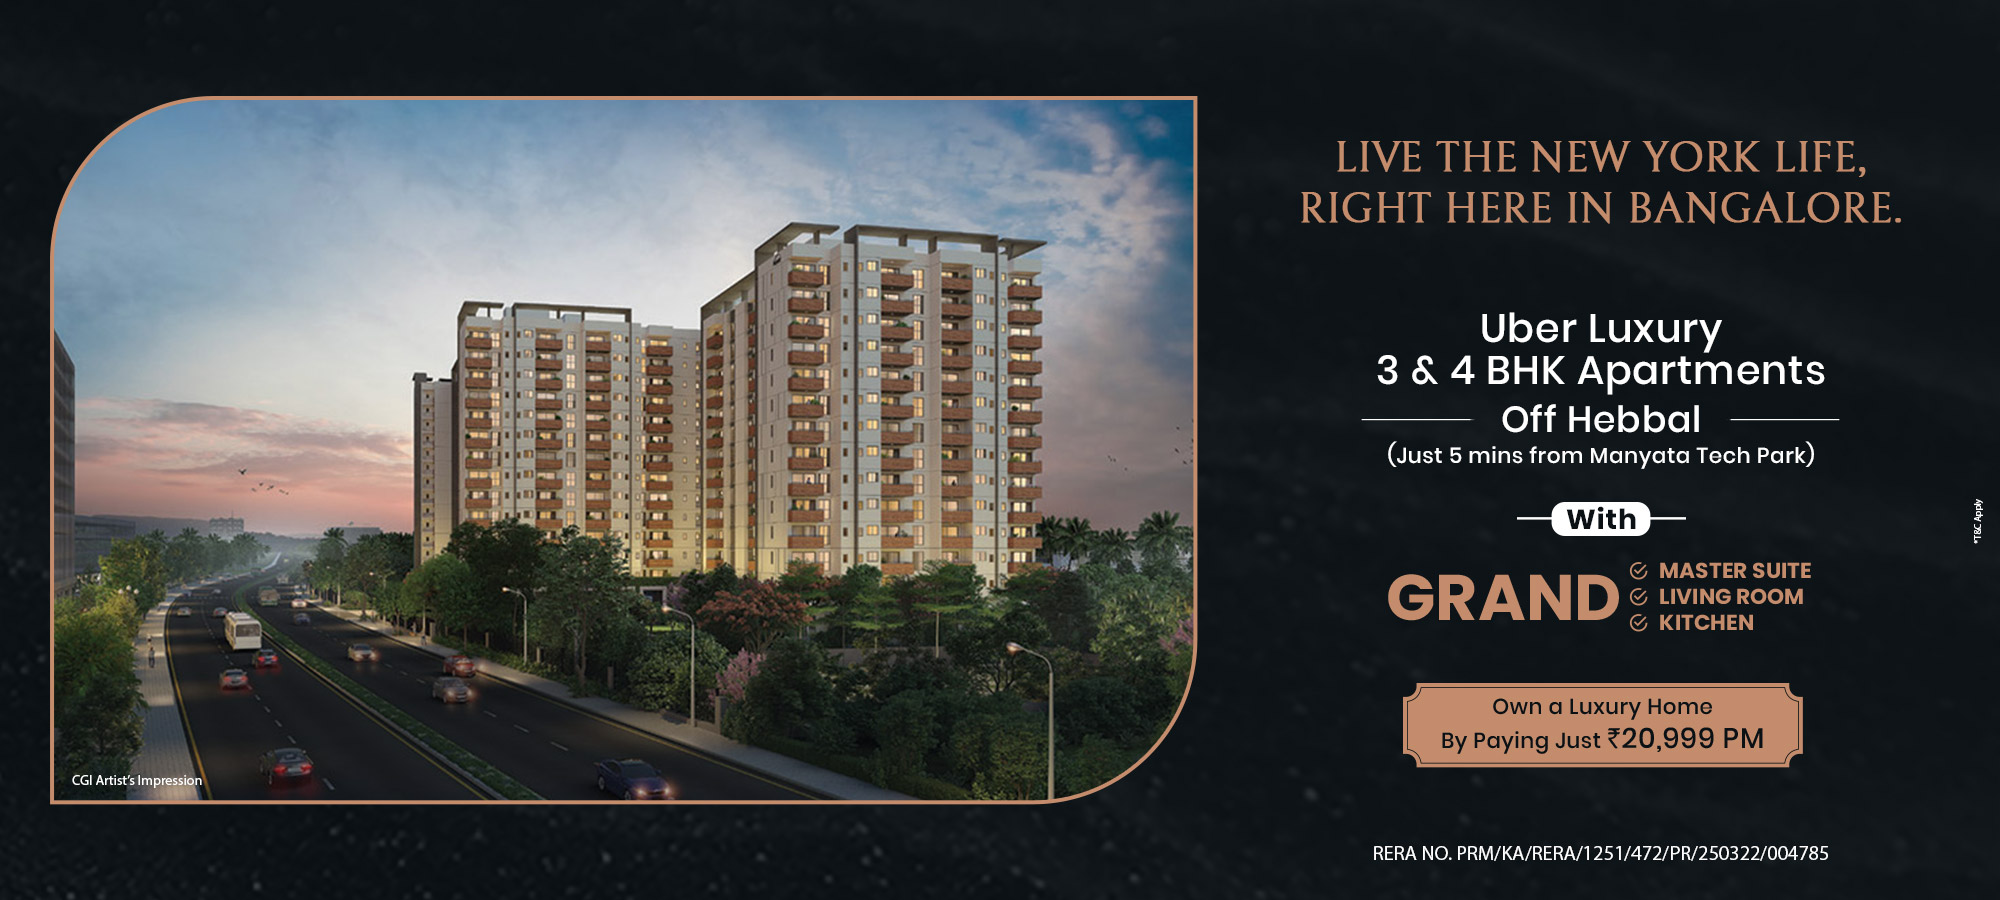 LIVE THE NEW YORK LIFE,
RIGHT HERE IN BANGALORE.
Uber Luxury
3 & 4 BHK Apartments
Off Hebbal
(Just 5 mins from Manyata Tech Park)
With
GRAND
MASTER SUITE
LIVING ROOM
KITCHEN
Own a Luxury Home
By Paying Just ₹20,999 PM
RERA NO. PRM/KA/RERA/1251/472/PR/250322/004785
CGI Artist's Impression
*T&C Apply